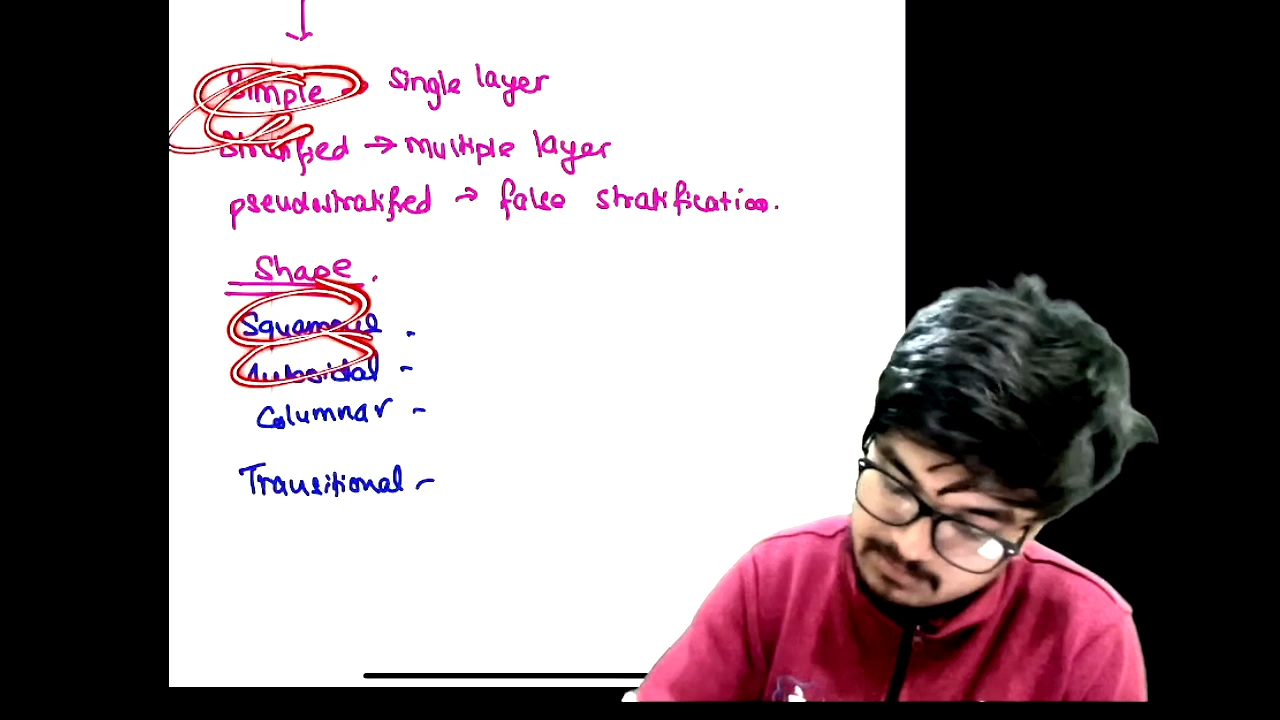 Simple → Single layer
Stratified → Multiple layer
pseudostratified → false stratification.
Shape.
Squamous -
Cuboidal -
Columnar -
Transitional -